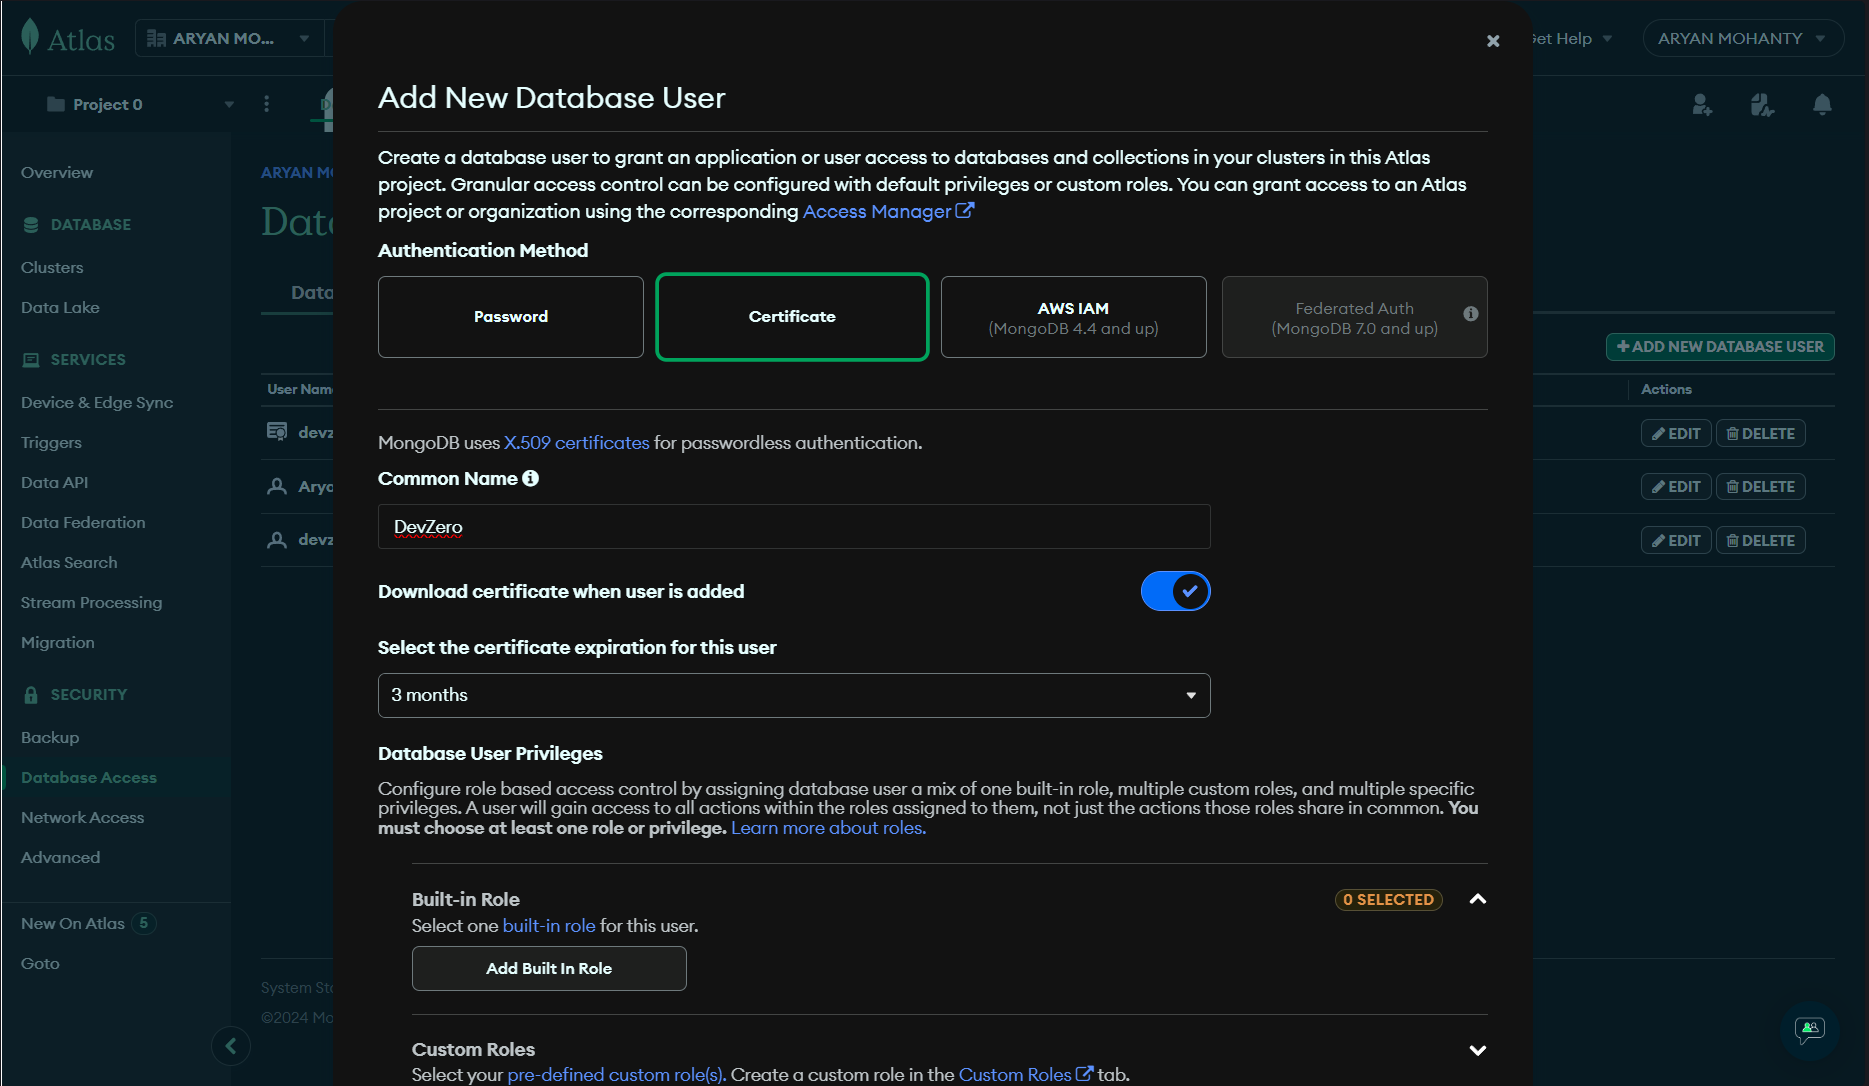 Atlas
ARYAN MO...
Get Help
ARYAN MOHANTY
Project 0
Overview
DATABASE
Clusters
Data Lake
SERVICES
Device & Edge Sync
Triggers
Data API
Data Federation
Atlas Search
Stream Processing
Migration
SECURITY
Backup
Database Access
Network Access
Advanced
New On Atlas 5
Goto
ARYAN MO
Data
Data
User Name
devz
Arya
devz
System Sta
©2024 Mo
Add New Database User
Create a database user to grant an application or user access to databases and collections in your clusters in this Atlas
project. Granular access control can be configured with default privileges or custom roles. You can grant access to an Atlas
project or organization using the corresponding Access Manager
Authentication Method
Password
Certificate
AWS IAM
(MongoDB 4.4 and up)
Federated Auth
(MongoDB 7.0 and up)
MongoDB uses X.509 certificates for passwordless authentication.
Common Name
DevZero
Download certificate when user is added
Select the certificate expiration for this user
3 months
Database User Privileges
Configure role based access control by assigning database user a mix of one built-in role, multiple custom roles, and multiple specific
privileges. A user will gain access to all actions within the roles assigned to them, not just the actions those roles share in common. You
must choose at least one role or privilege. Learn more about roles.
Built-in Role
0 SELECTED
Select one built-in role for this user.
Add Built In Role
Custom Roles
Select your pre-defined custom role(s). Create a custom role in the Custom Roles tab.
+ADD NEW DATABASE USER
Actions
EDIT DELETE
EDIT DELETE
EDIT DELETE